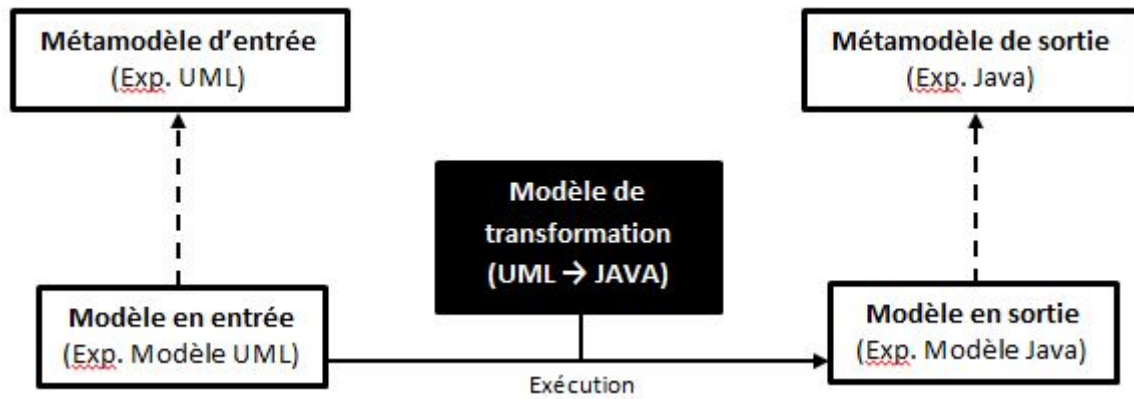 Métamodèle d’entrée
(Exp. UML)
Métamodèle de sortie
(Exp. Java)
Modèle de
transformation
(UML → JAVA)
Modèle en entrée
(Exp. Modèle UML)
Modèle en sortie
(Exp. Modèle Java)
Exécution